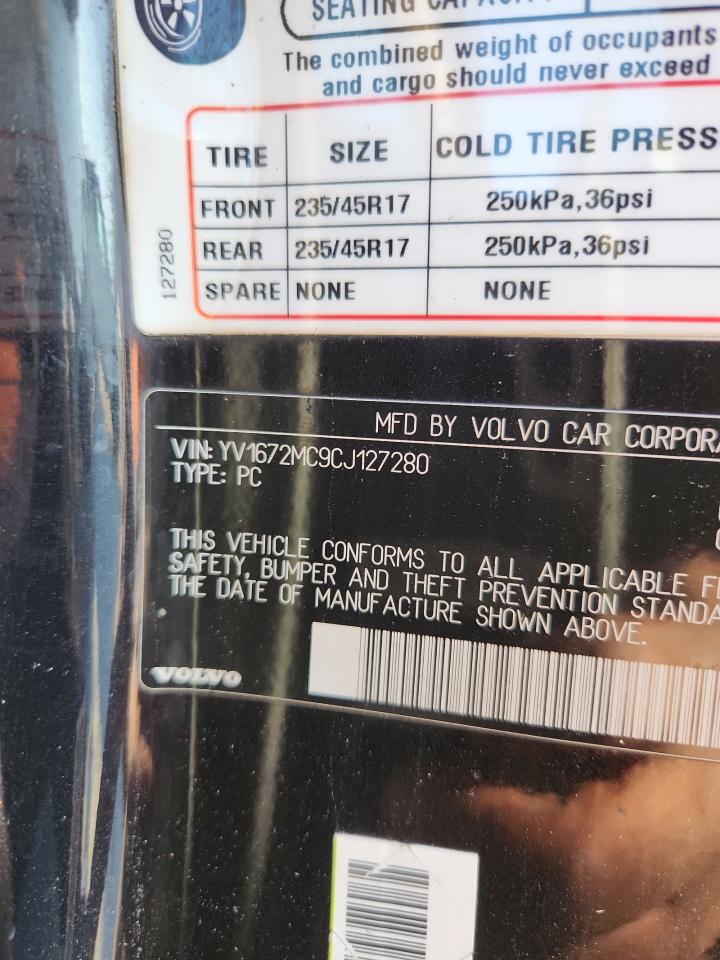 SEATING CAPACITY
The combined weight of occupants
and cargo should never exceed
TIRE SIZE COLD TIRE PRESS
FRONT 235/45R17 250kPa,36psi
REAR 235/45R17 250kPa,36psi
SPARE NONE NONE
127280
MFD BY VOLVO CAR CORPORA
VIN: YV1672MC9CJ127280
TYPE: PC
THIS VEHICLE CONFORMS TO ALL APPLICABLE FE
SAFETY, BUMPER AND THEFT PREVENTION STANDA
THE DATE OF MANUFACTURE SHOWN ABOVE.
VOLVO